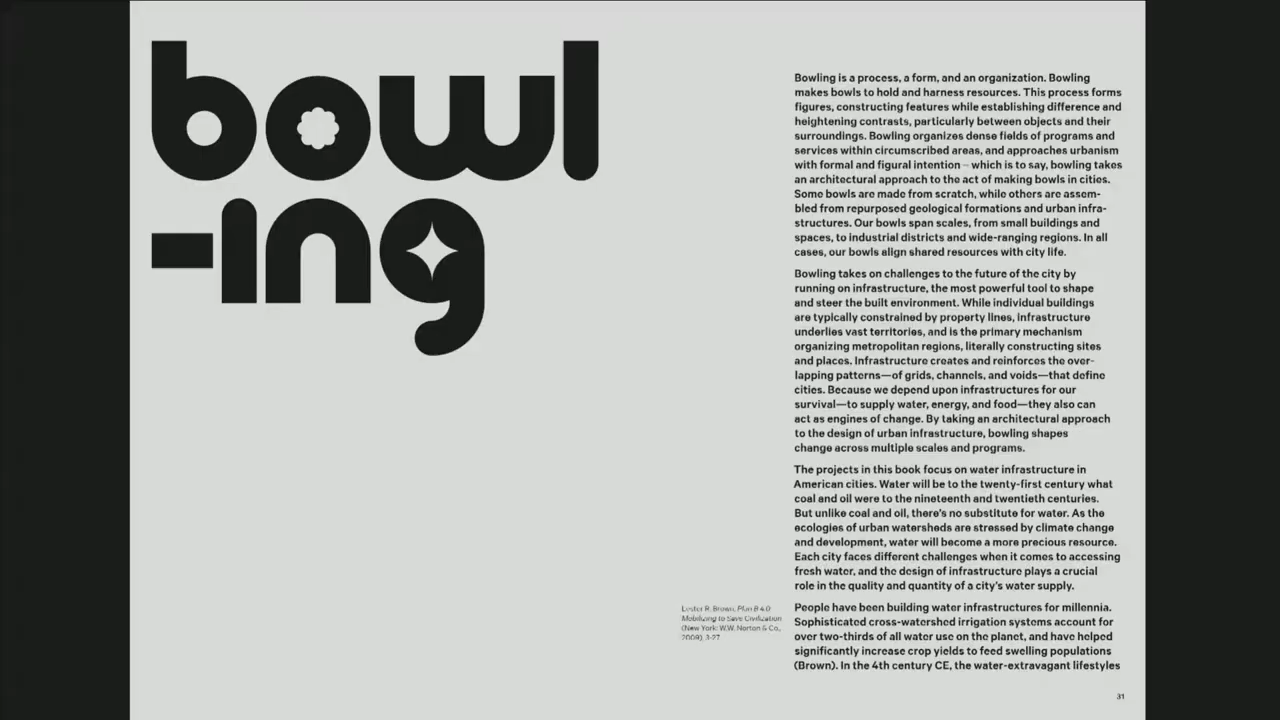 bowl
-ing
Bowling is a process, a form, and an organization. Bowling
makes bowls to hold and harness resources. This process forms
figures, constructing features while establishing difference and
heightening contrasts, particularly between objects and their
surroundings. Bowling organizes dense fields of programs and
services within circumscribed areas, and approaches urbanism
with formal and figural intention – which is to say, bowling takes
an architectural approach to the act of making bowls in cities.
Some bowls are made from scratch, while others are assem-
bled from repurposed geological formations and urban infra-
structures. Our bowls span scales, from small buildings and
spaces, to industrial districts and wide-ranging regions. In all
cases, our bowls align shared resources with city life.
Bowling takes on challenges to the future of the city by
running on infrastructure, the most powerful tool to shape
and steer the built environment. While individual buildings
are typically constrained by property lines, infrastructure
underlies vast territories, and is the primary mechanism
organizing metropolitan regions, literally constructing sites
and places. Infrastructure creates and reinforces the over-
lapping patterns—of grids, channels, and voids—that define
cities. Because we depend upon infrastructures for our
survival—to supply water, energy, and food—they also can
act as engines of change. By taking an architectural approach
to the design of urban infrastructure, bowling shapes
change across multiple scales and programs.
The projects in this book focus on water infrastructure in
American cities. Water will be to the twenty-first century what
coal and oil were to the nineteenth and twentieth centuries.
But unlike coal and oil, there's no substitute for water. As the
ecologies of urban watersheds are stressed by climate change
and development, water will become a more precious resource.
Each city faces different challenges when it comes to accessing
fresh water, and the design of infrastructure plays a crucial
role in the quality and quantity of a city's water supply.
People have been building water infrastructures for millennia.
Sophisticated cross-watershed irrigation systems account for
over two-thirds of all water use on the planet, and have helped
significantly increase crop yields to feed swelling populations
(Brown). In the 4th century CE, the water-extravagant lifestyles
Lester R. Brown, Plan B 4.0
Mobilizing to Save Civilization
(New York: W.W. Norton & Co.,
2009), 3-27
31